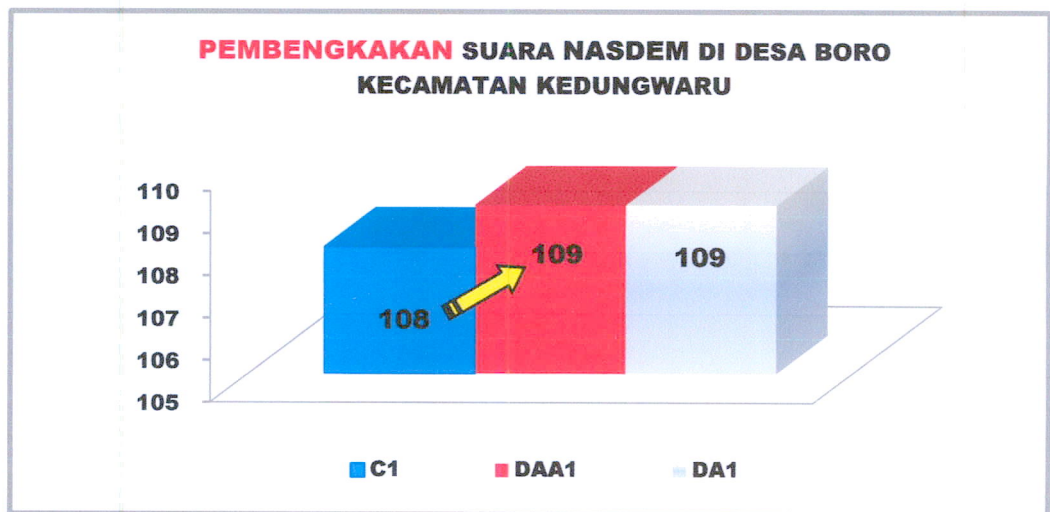 PEMBENGKAKAN SUARA NASDEM DI DESA BORO
KECAMATAN KEDUNGWARU
110
109
108
107
106
105
108
109
109
C1
DAA1
DA1